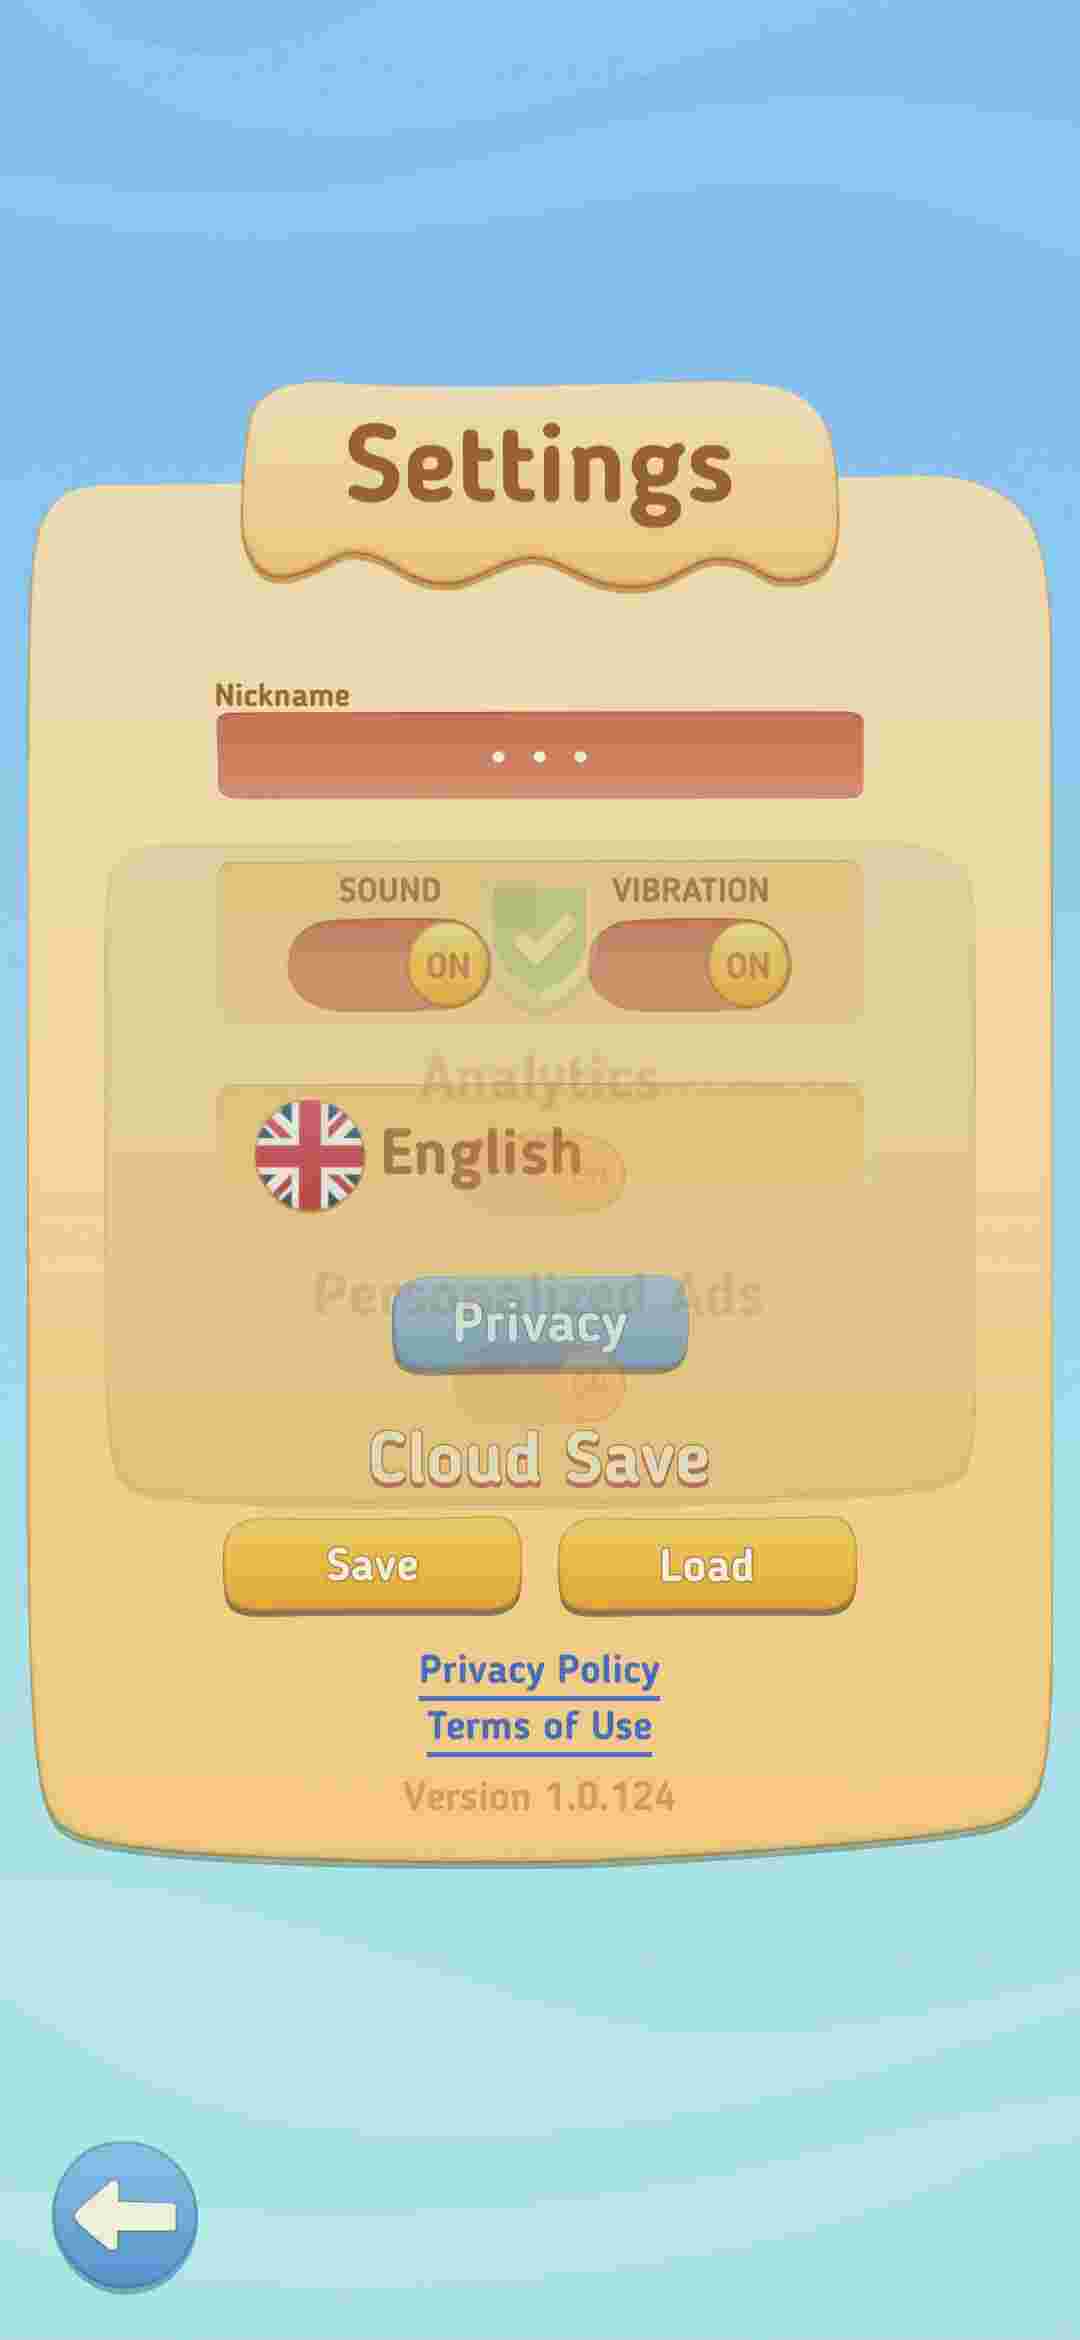 Settings
Nickname
...
SOUND VIBRATION
ON ON
Analytics
English
Personalized Ads
Privacy
Cloud Save
Save Load
Privacy Policy
Terms of Use
Version 1.0.124